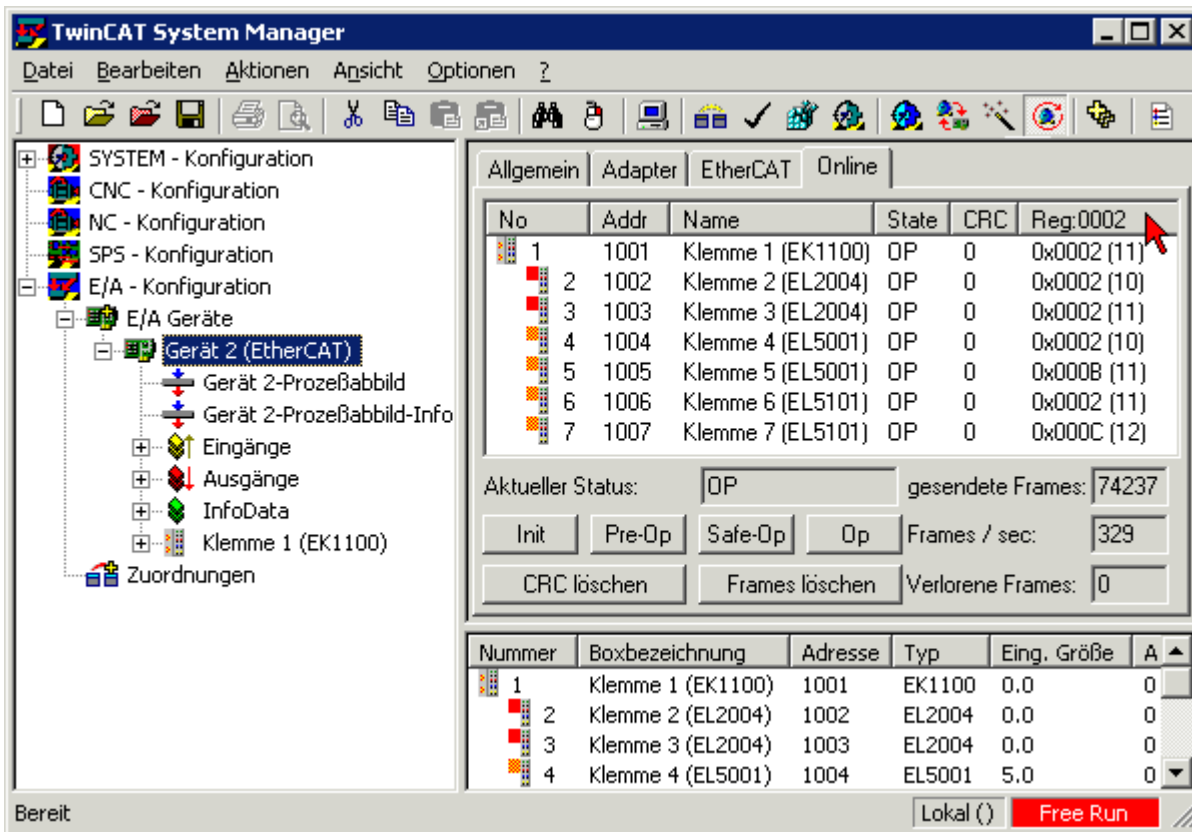 TwinCAT System Manager
Datei Bearbeiten Aktionen Ansicht Optionen ?
SYSTEM - Konfiguration
CNC - Konfiguration
NC - Konfiguration
SPS - Konfiguration
E/A - Konfiguration
E/A Geräte
Gerät 2 (EtherCAT)
Gerät 2-Prozeßabbild
Gerät 2-Prozeßabbild-Info
Eingänge
Ausgänge
InfoData
Klemme 1 (EK1100)
Zuordnungen
Allgemein Adapter EtherCAT Online
No Addr Name State CRC Reg:0002
1 1001 Klemme 1 (EK1100) OP 0 0x0002 (11)
2 1002 Klemme 2 (EL2004) OP 0 0x0002 (10)
3 1003 Klemme 3 (EL2004) OP 0 0x0002 (11)
4 1004 Klemme 4 (EL5001) OP 0 0x0002 (10)
5 1005 Klemme 5 (EL5001) OP 0 0x000B (11)
6 1006 Klemme 6 (EL5101) OP 0 0x0002 (11)
7 1007 Klemme 7 (EL5101) OP 0 0x000C (12)
Aktueller Status: OP gesendete Frames: 74237
Init Pre-Op Safe-Op Op Frames / sec: 329
CRC löschen Frames löschen Verlorene Frames: 0
Nummer Boxbezeichnung Adresse Typ Eing. Größe A
1 Klemme 1 (EK1100) 1001 EK1100 0.0 0
2 Klemme 2 (EL2004) 1002 EL2004 0.0 0
3 Klemme 3 (EL2004) 1003 EL2004 0.0 0
4 Klemme 4 (EL5001) 1004 EL5001 5.0 0
Bereit Lokal () Free Run